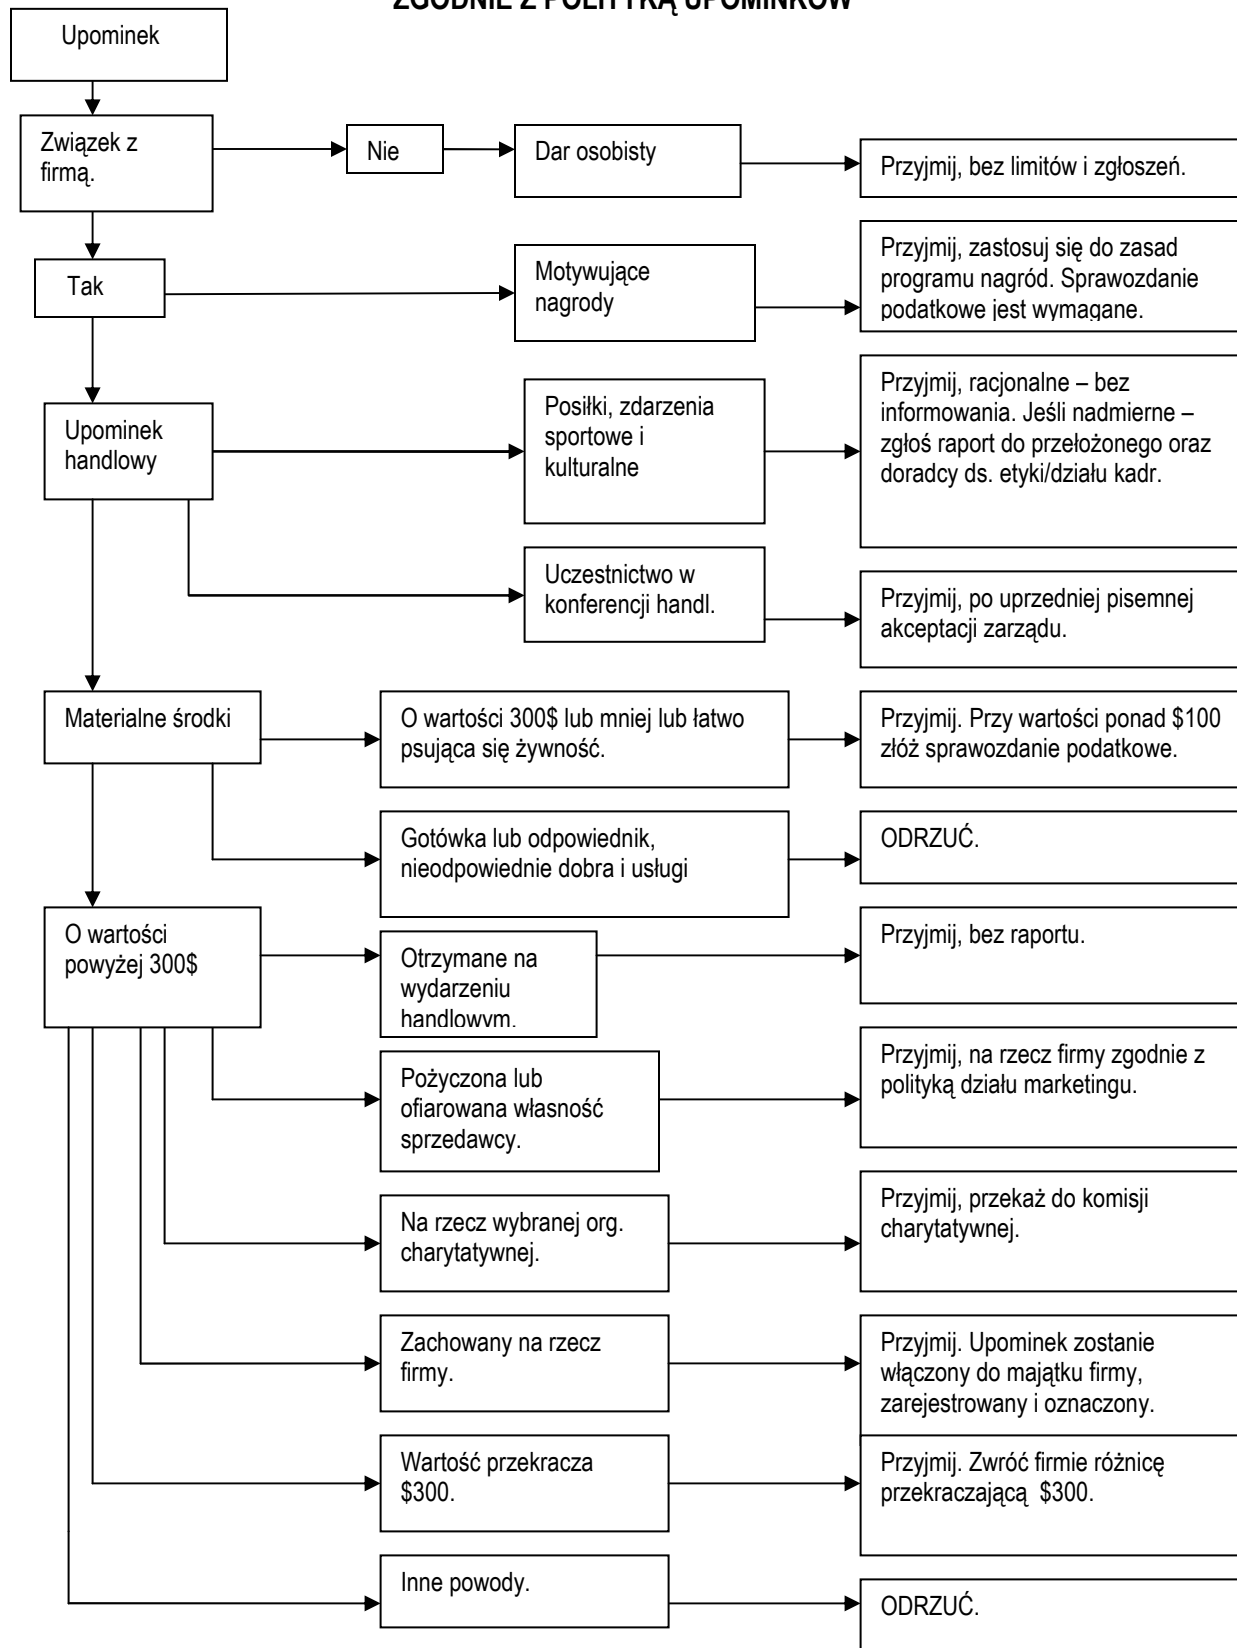 ZGODNIE Z POLITYKĄ UPOMINKÓW
Upominek
Związek z
firmą.
Nie
Dar osobisty
Przyjmij, bez limitów i zgłoszeń.
Tak
Motywujące
nagrody
Przyjmij, zastosuj się do zasad
programu nagród. Sprawozdanie
podatkowe jest wymagane.
Upominek
handlowy
Posiłki, zdarzenia
sportowe i
kulturalne
Przyjmij, racjonalne – bez
informowania. Jeśli nadmierne –
zgłoś raport do przełożonego oraz
doradcy ds. etyki/działu kadr.
Uczestnictwo w
konferencji handl.
Przyjmij, po uprzedniej pisemnej
akceptacji zarządu.
Materialne środki
O wartości 300$ lub mniej lub łatwo
psująca się żywność.
Przyjmij. Przy wartości ponad $100
złóż sprawozdanie podatkowe.
Gotówka lub odpowiednik,
nieodpowiednie dobra i usługi
ODRZUĆ.
O wartości
powyżej 300$
Otrzymane na
wydarzeniu
handlowym.
Przyjmij, bez raportu.
Pożyczona lub
ofiarowana własność
sprzedawcy.
Przyjmij, na rzecz firmy zgodnie z
polityką działu marketingu.
Na rzecz wybranej org.
charytatywnej.
Przyjmij, przekaż do komisji
charytatywnej.
Zachowany na rzecz
firmy.
Przyjmij. Upominek zostanie
włączony do majątku firmy,
zarejestrowany i oznaczony.
Wartość przekracza
$300.
Przyjmij. Zwróć firmie różnicę
przekraczającą $300.
Inne powody.
ODRZUĆ.